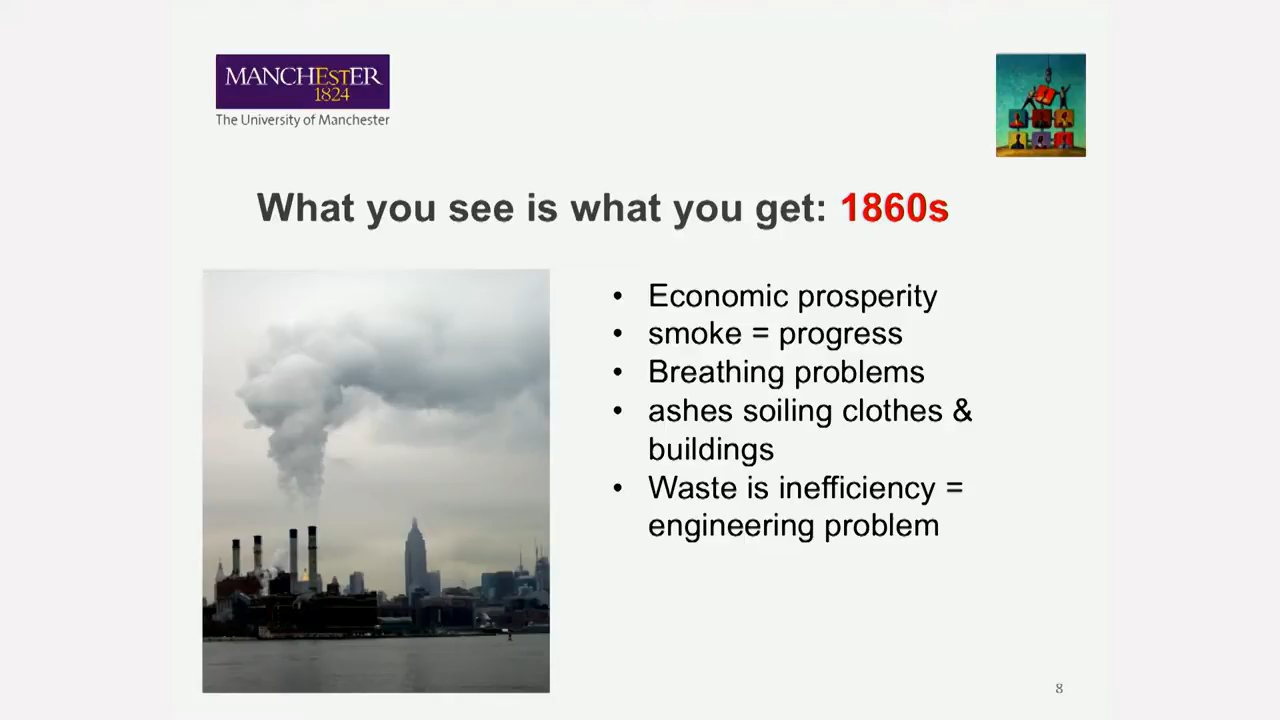 MANCHEStER
1824
The University of Manchester
What you see is what you get: 1860s
• Economic prosperity
• smoke = progress
• Breathing problems
• ashes soiling clothes &
buildings
• Waste is inefficiency =
engineering problem
8